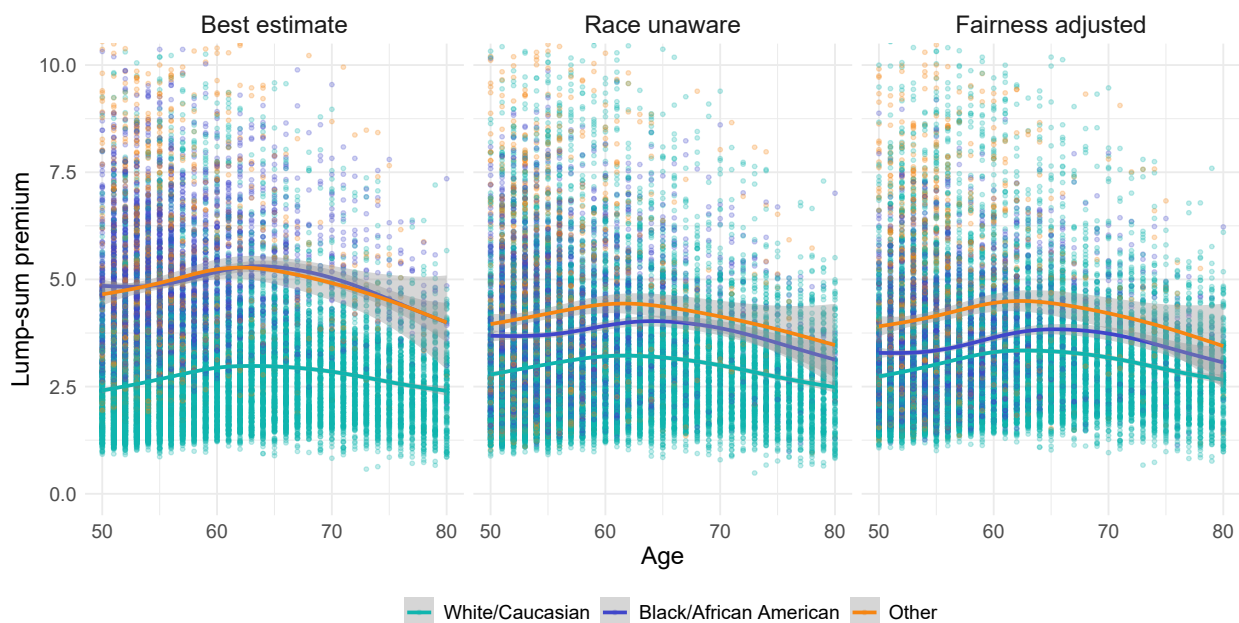 Best estimate Race unaware Fairness adjusted
10.0
7.5
5.0
2.5
0.0
Lump-sum premium
50 60 70 80 50 60 70 80 50 60 70 80
Age
White/Caucasian Black/African American Other